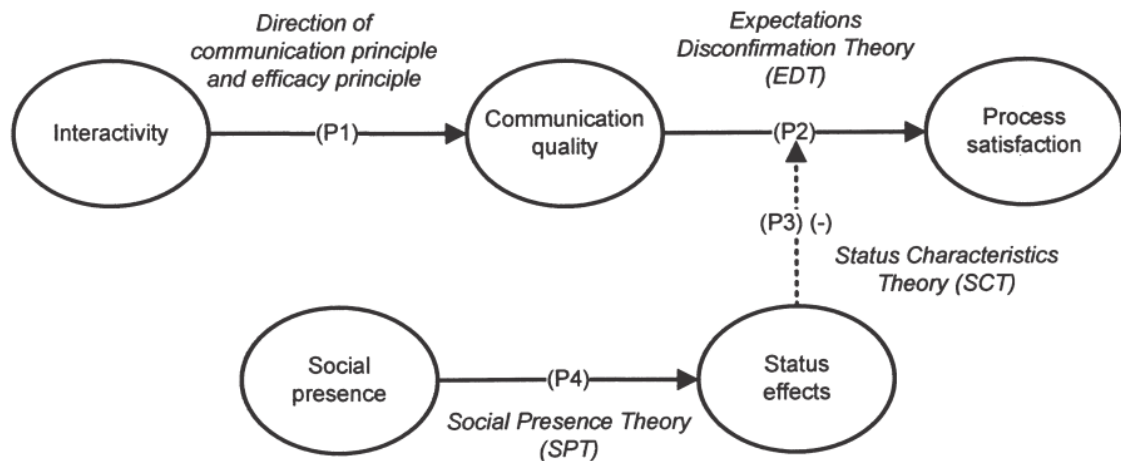 Direction of
communication principle
and efficacy principle
Expectations
Disconfirmation Theory
(EDT)
Interactivity
(P1)
Communication
quality
(P2)
Process
satisfaction
(P3) (-)
Status Characteristics
Theory (SCT)
Social
presence
(P4)
Status
effects
Social Presence Theory
(SPT)